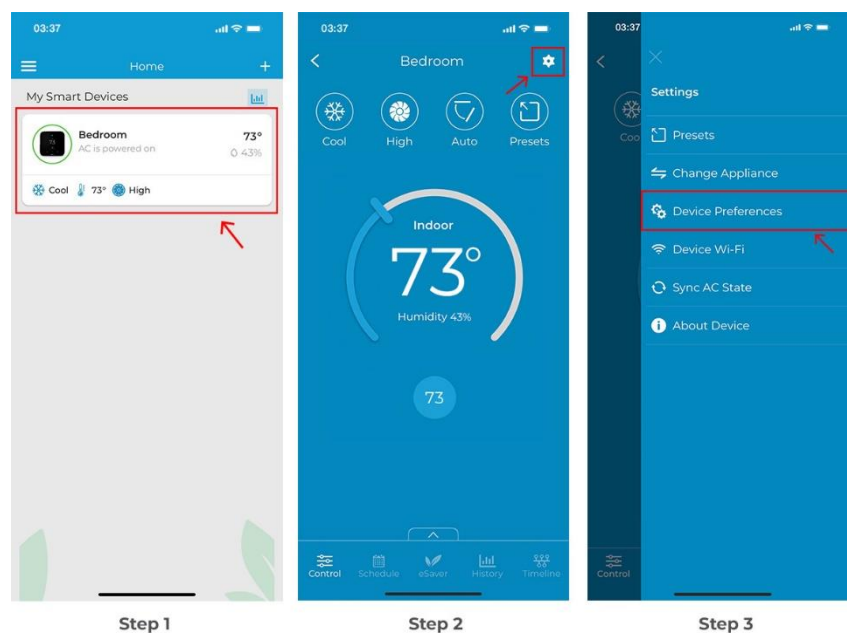 03:37
Home
My Smart Devices
73
Bedroom
73°
AC is powered on
43%
Cool
73°
High
Step 1
03:37
Bedroom
Cool
High
Auto
Presets
Indoor
73°
Humidity 43%
73
Control
Schedule
eSaver
History
Timeline
Step 2
03:37
Coo
Control
Settings
Presets
Change Appliance
Device Preferences
Device Wi-Fi
Sync AC State
About Device
Step 3